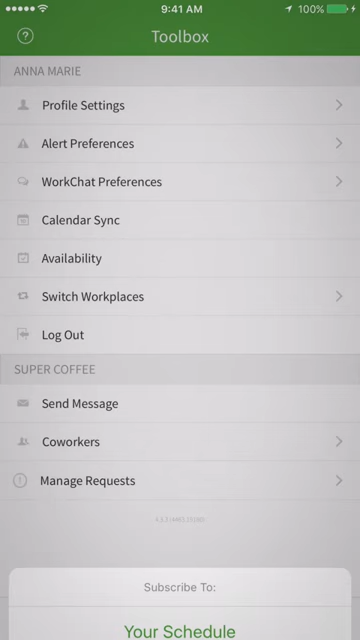 9:41 AM 100%
Toolbox
ANNA MARIE
Profile Settings
Alert Preferences
WorkChat Preferences
Calendar Sync
Availability
Switch Workplaces
Log Out
SUPER COFFEE
Send Message
Coworkers
Manage Requests
Subscribe To:
Your Schedule